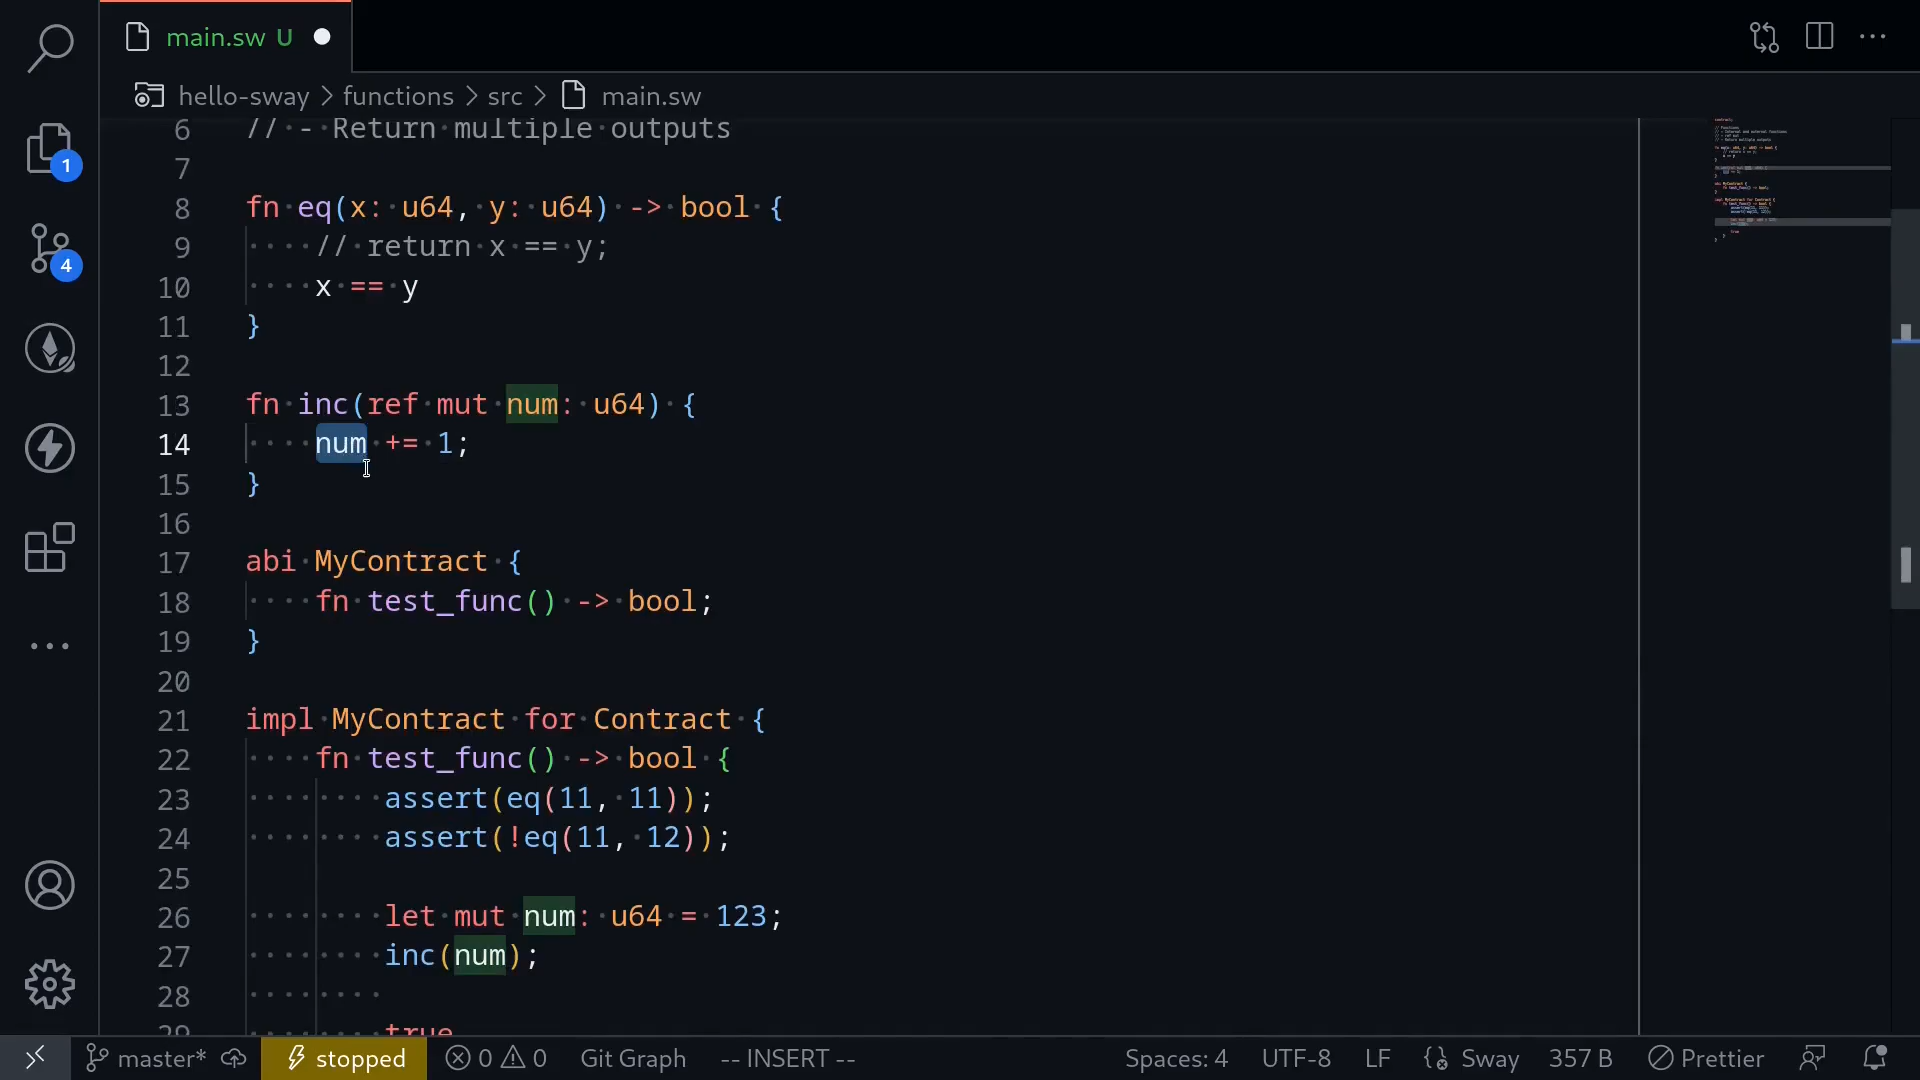 main.sw U
hello-sway > functions > src > main.sw
6 // - Return multiple outputs
7
8 fn eq(x: u64, y: u64) -> bool {
9 // return x == y;
10 x == y
11 }
12
13 fn inc(ref mut num: u64) {
14 num += 1;
15 }
16
17 abi MyContract {
18 fn test_func() -> bool;
19 }
20
21 impl MyContract for Contract {
22 fn test_func() -> bool {
23 assert(eq(11, 11));
24 assert(!eq(11, 12));
25
26 let mut num: u64 = 123;
27 inc(num);
28
29 true
1
4
master* stopped 0 0 Git Graph -- INSERT -- Spaces: 4 UTF-8 LF Sway 357 B Prettier